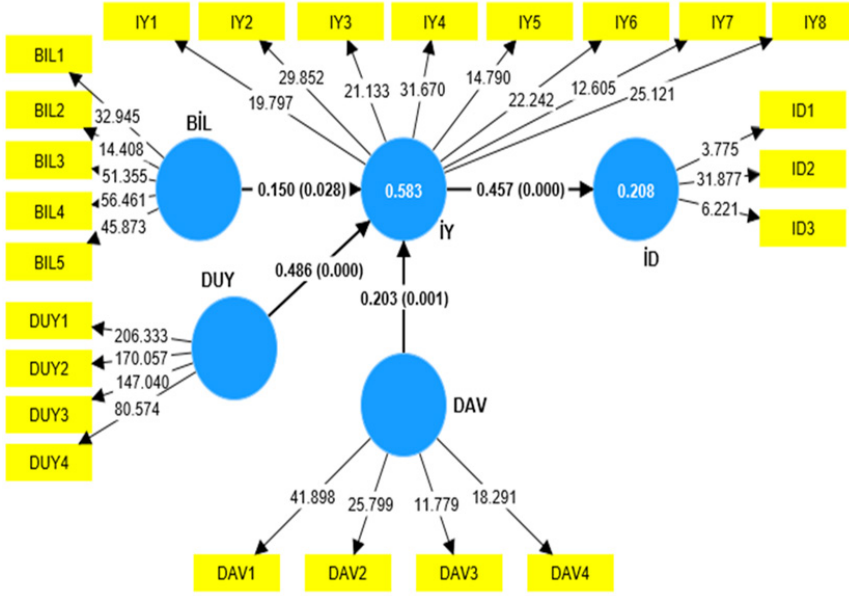 IY1 IY2 IY3 IY4 IY5 IY6 IY7 IY8
19.797 29.852 21.133 31.670 14.790 22.242 12.605 25.121
BIL1
BIL2
BIL3
BIL4
BIL5
32.945
14.408
51.355
56.461
45.873
BİL
0.150 (0.028)
0.583
İY
0.457 (0.000)
0.208
İD
3.775
31.877
6.221
ID1
ID2
ID3
DUY
0.486 (0.000)
0.203 (0.001)
DUY1
DUY2
DUY3
DUY4
206.333
170.057
147.040
80.574
DAV
41.898 25.799 11.779 18.291
DAV1 DAV2 DAV3 DAV4